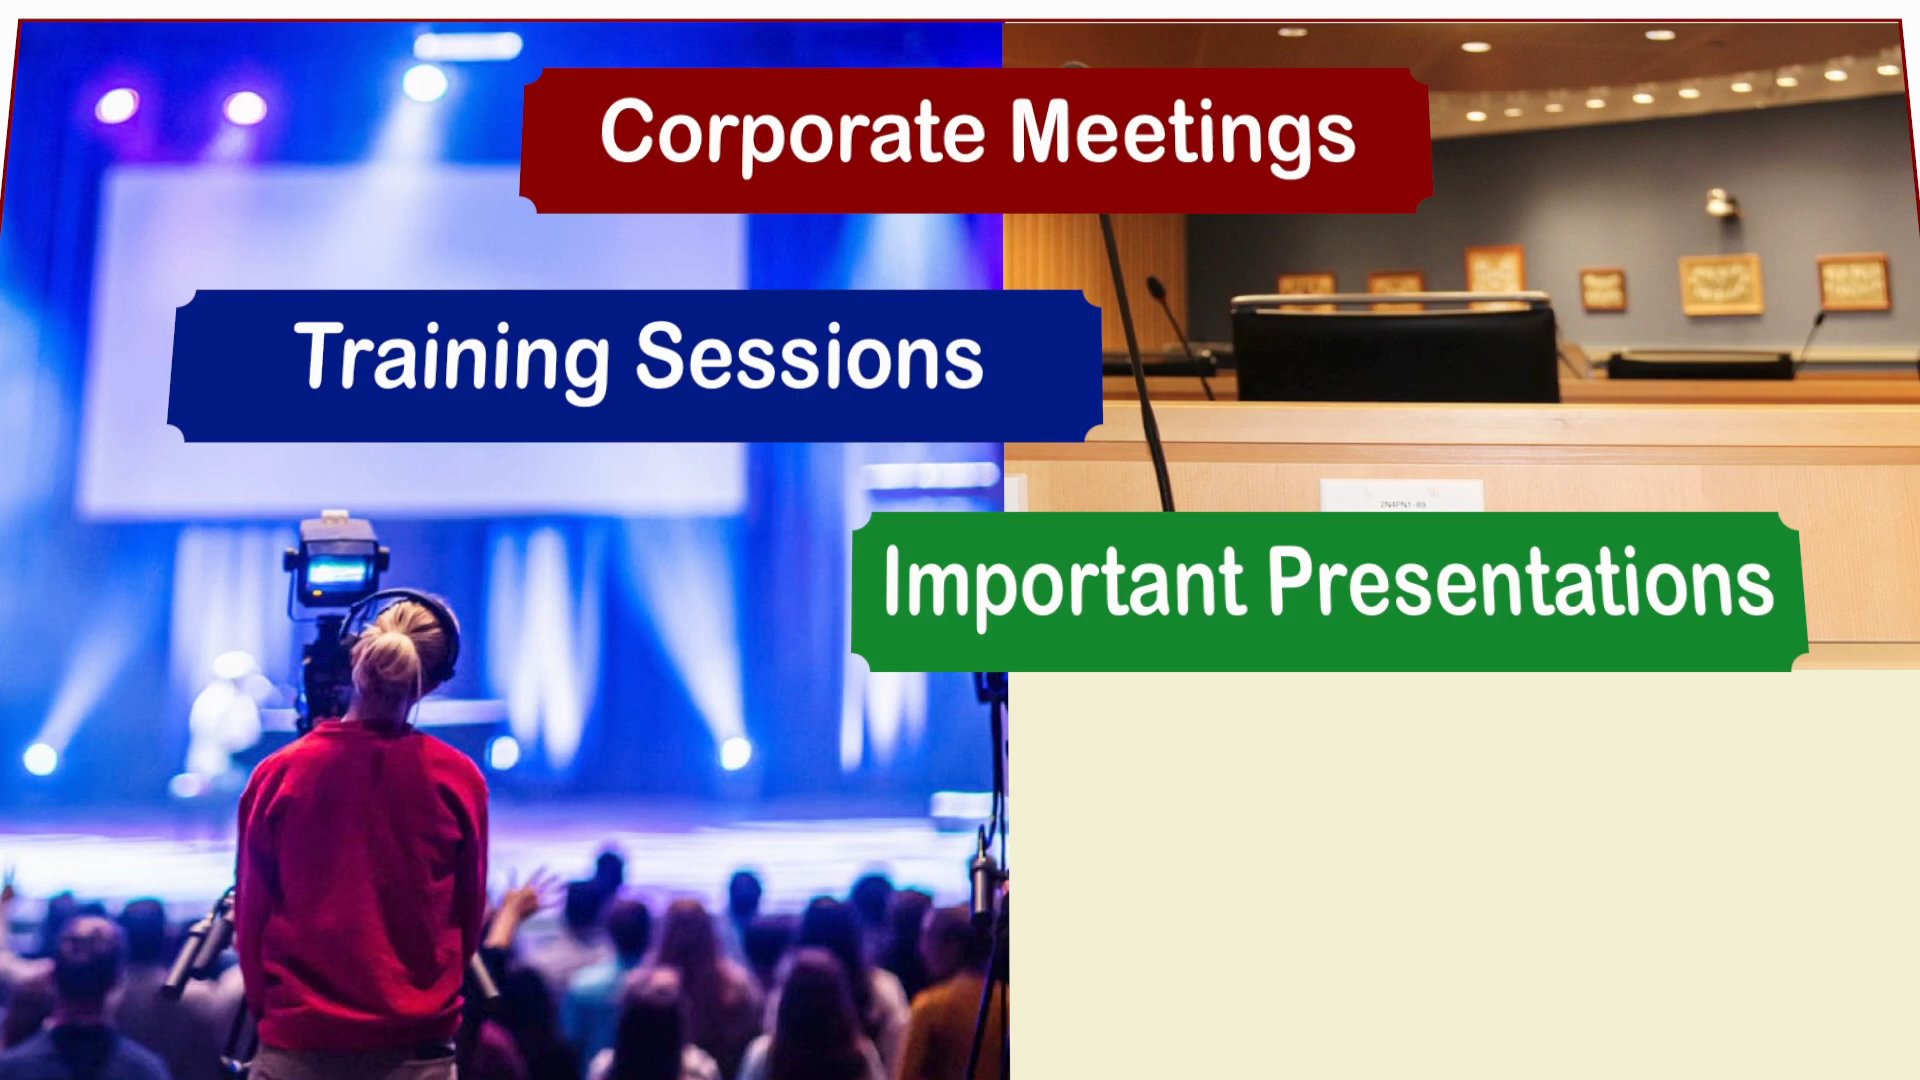 Corporate Meetings
Training Sessions
Important Presentations